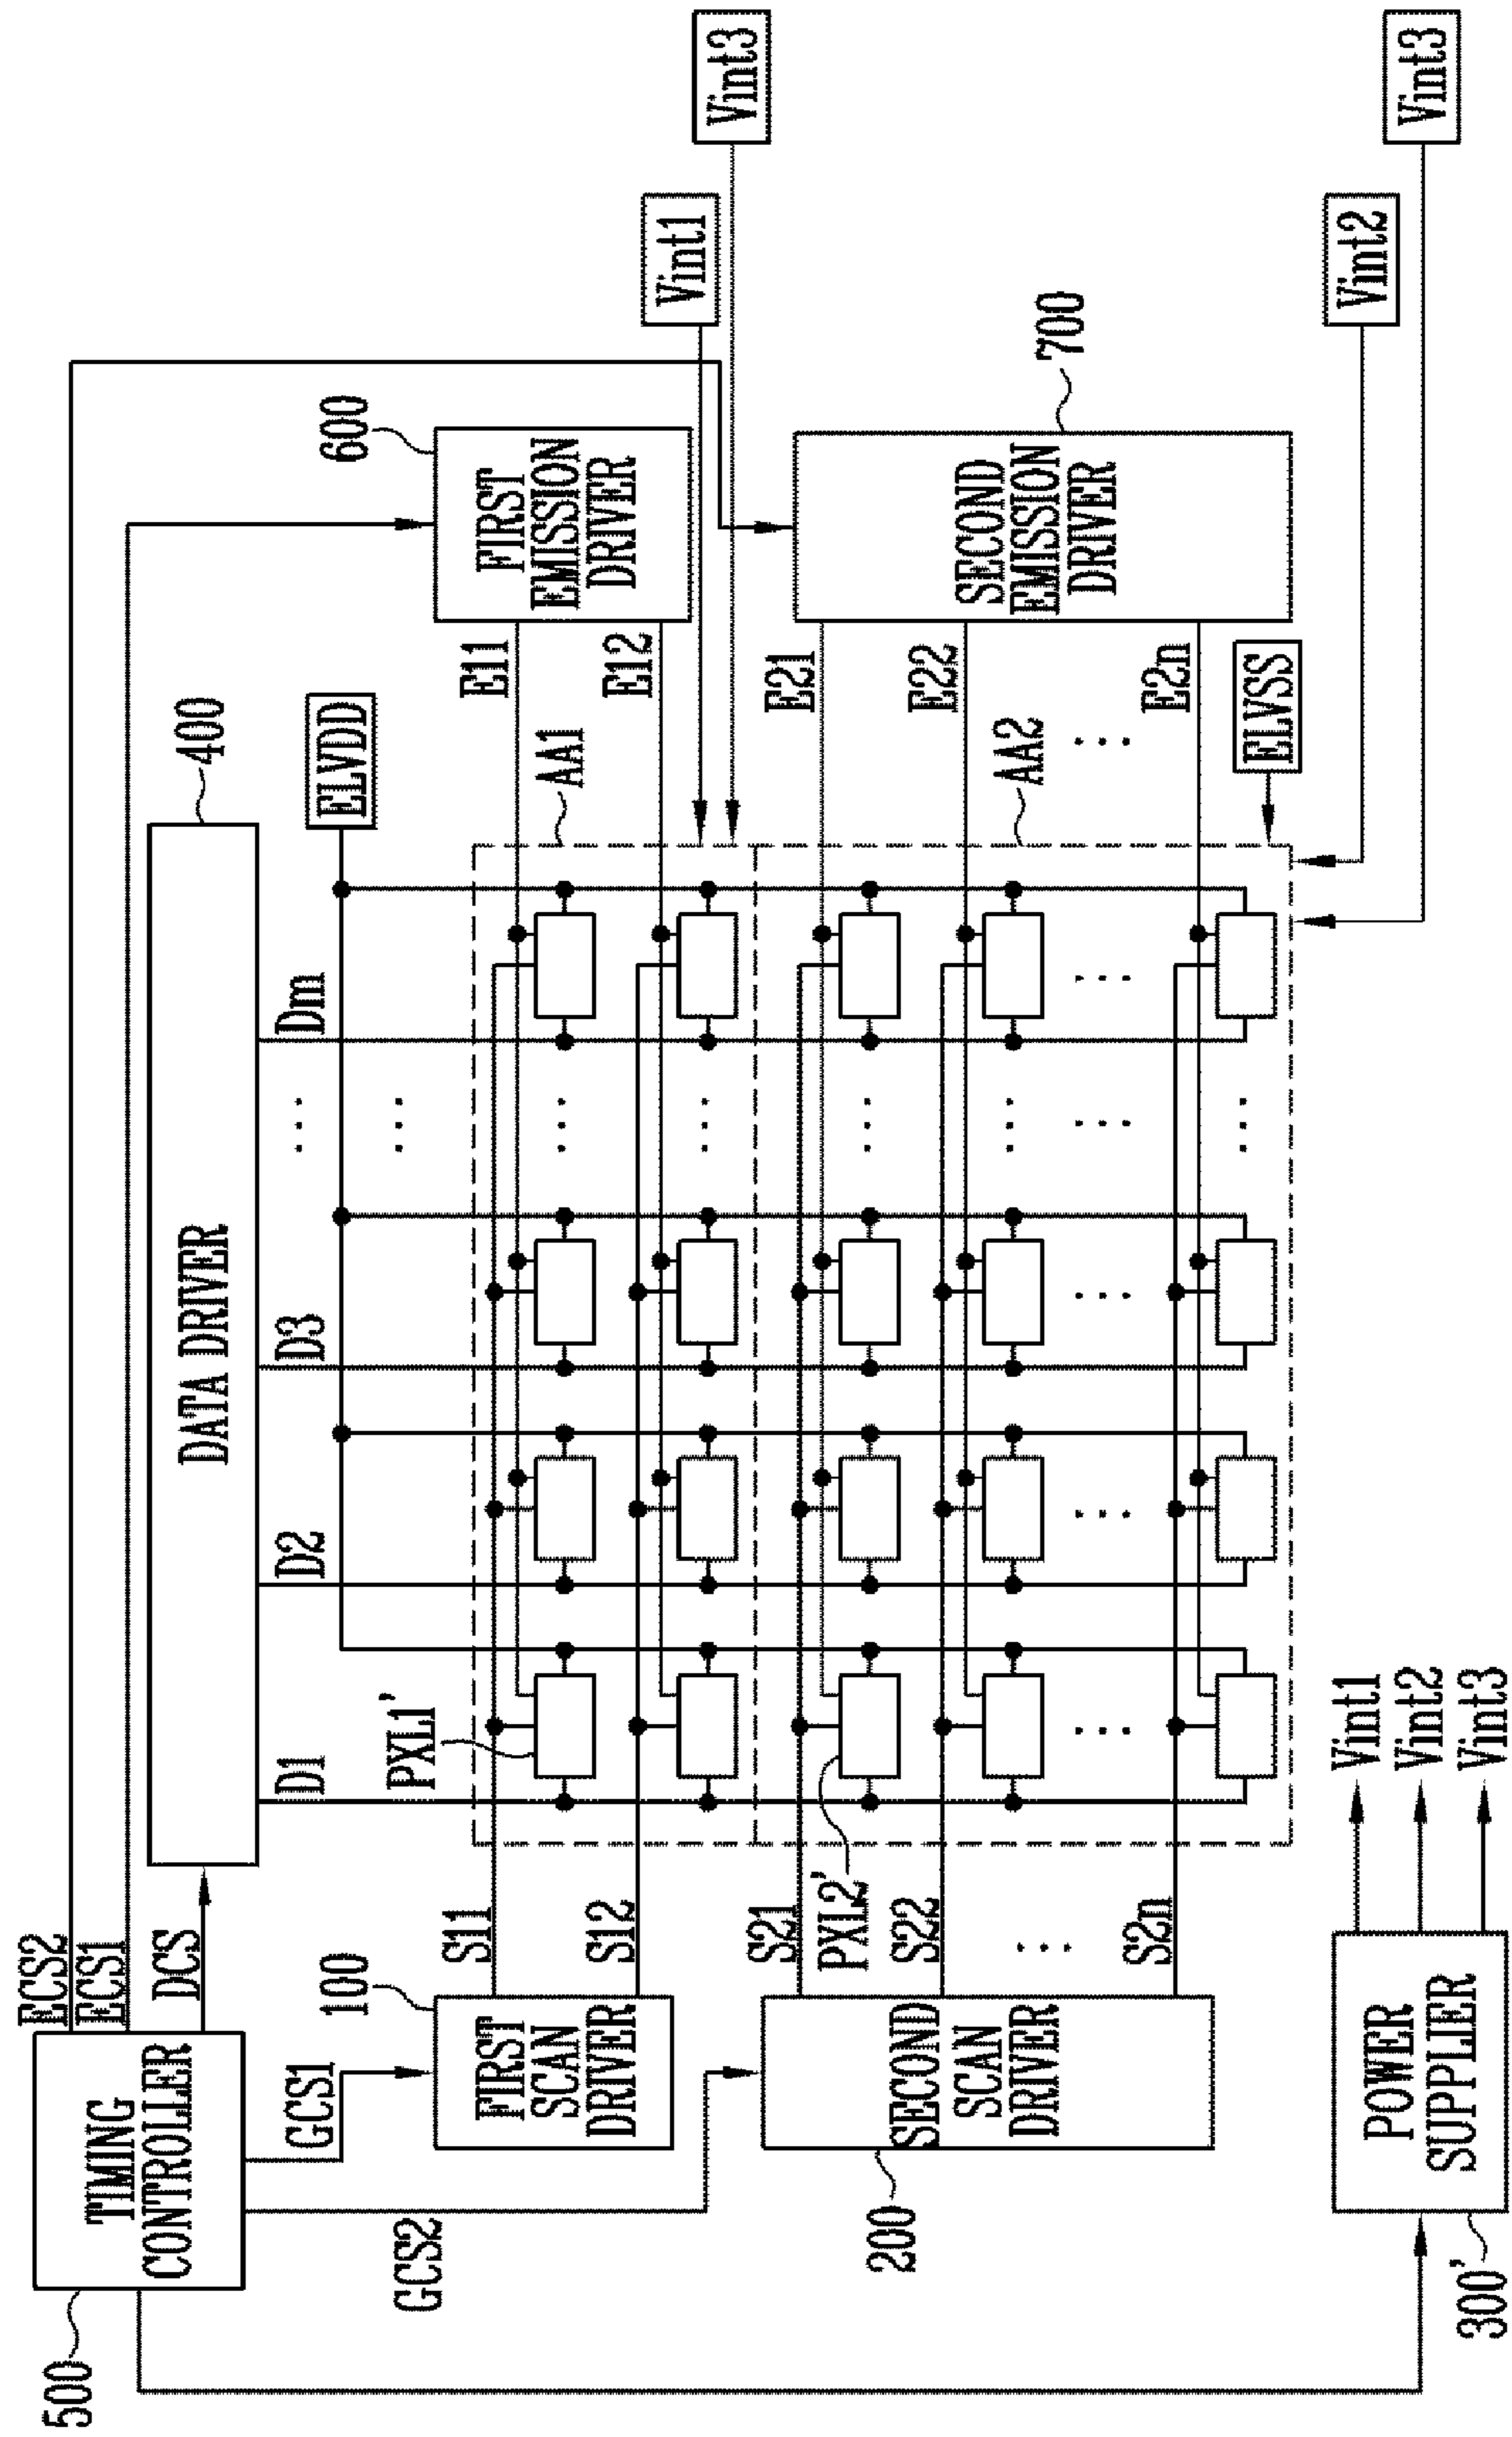 500
TIMING
CONTROLLER
ECS2
ECS1
DCS
GCS1
GCS2
DATA DRIVER
400
D1
D2
D3
...
Dm
ELVDD
...
100
FIRST
SCAN
DRIVER
S11
S12
PXL1'
AA1
E11
E12
600
FIRST
EMISSION
DRIVER
Vint1
Vint3
... ...
200
SECOND
SCAN
DRIVER
S21
S22
...
S2n
PXL2'
AA2
E21
E22
...
E2n
700
SECOND
EMISSION
DRIVER
... ...
... ... ... ... ...
...
ELVSS
Vint2
Vint3
300'
POWER
SUPPLIER
Vint1
Vint2
Vint3